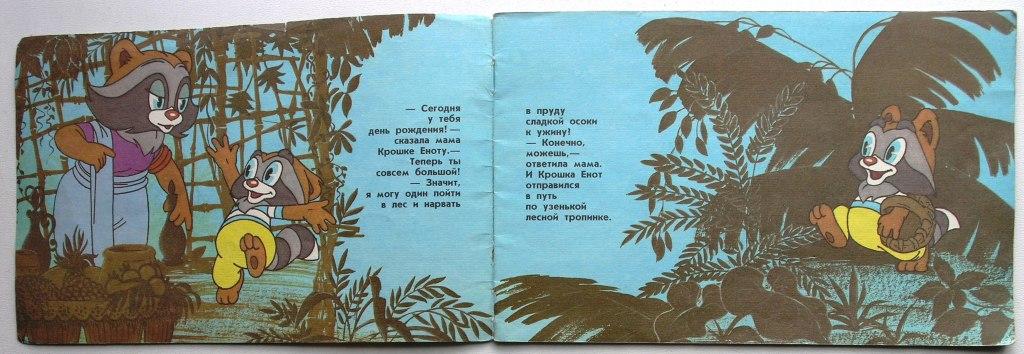 — Сегодня
у тебя
день рождения! —
сказала мама
Крошке Еноту.—
Теперь ты
совсем большой!
— Значит,
я могу один пойти
в лес и нарвать
в пруду
сладкой осоки
к ужину!
— Конечно,
можешь,—
ответила мама.
И Крошка Енот
отправился
в путь
по узенькой
лесной тропинке.